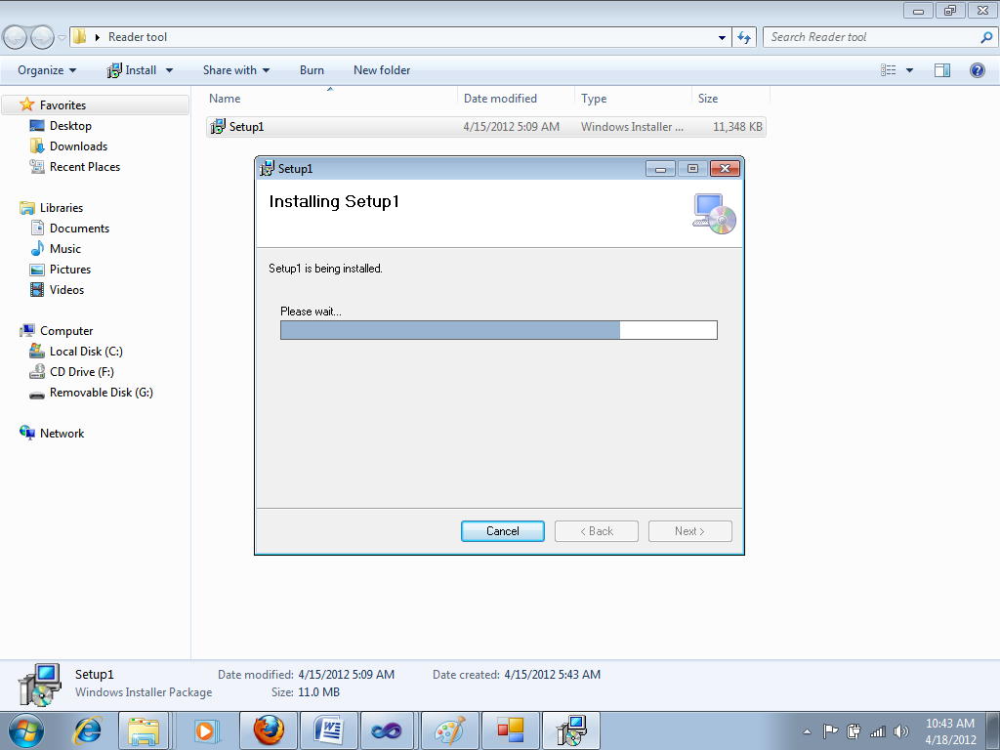 Reader tool
Search Reader tool
Organize
Install
Share with
Burn
New folder
Name
Date modified
Type
Size
Favorites
Desktop
Downloads
Recent Places
Libraries
Documents
Music
Pictures
Videos
Computer
Local Disk (C:)
CD Drive (F:)
Removable Disk (G:)
Network
Setup1 4/15/2012 5:09 AM Windows Installer ... 11,348 KB
Setup1
Installing Setup1
Setup1 is being installed.
Please wait...
Cancel
< Back
Next >
Setup1 Date modified: 4/15/2012 5:09 AM Date created: 4/15/2012 5:43 AM
Windows Installer Package Size: 11.0 MB
10:43 AM
4/18/2012